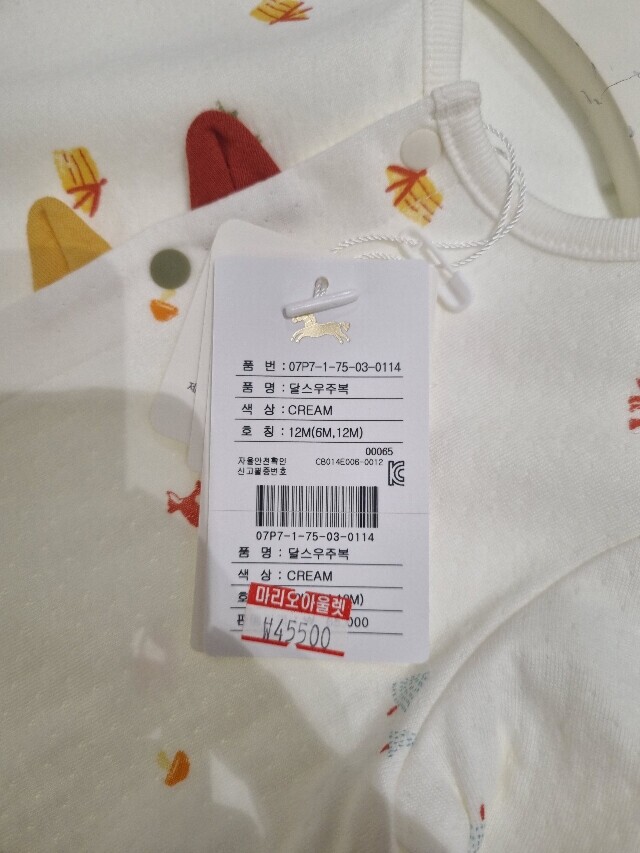 품 번 : 07P7-1-75-03-0114
품 명 : 달스우주복
색 상 : CREAM
호 칭 : 12M(6M,12M)
00065
자율안전확인 CB014E006-0012
신고필증번호
07P7-1-75-03-0114
품 명 : 달스우주복
색 상 : CREAM
마리오아울렛
₩45500
000
제